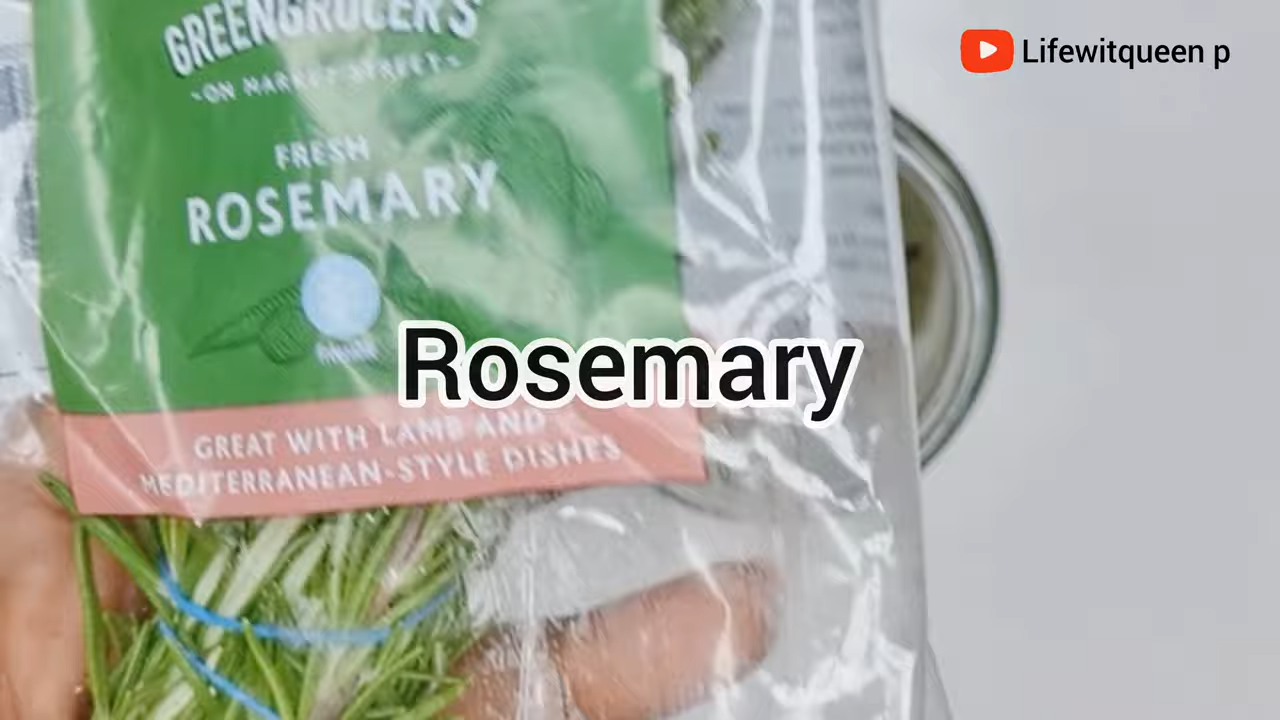 GREENGROCER'S
-ON MARKET STREET-
Lifewitqueen p
FRESH
ROSEMARY
Rosemary
GREAT WITH LAMB AND
MEDITERRANEAN-STYLE DISHES